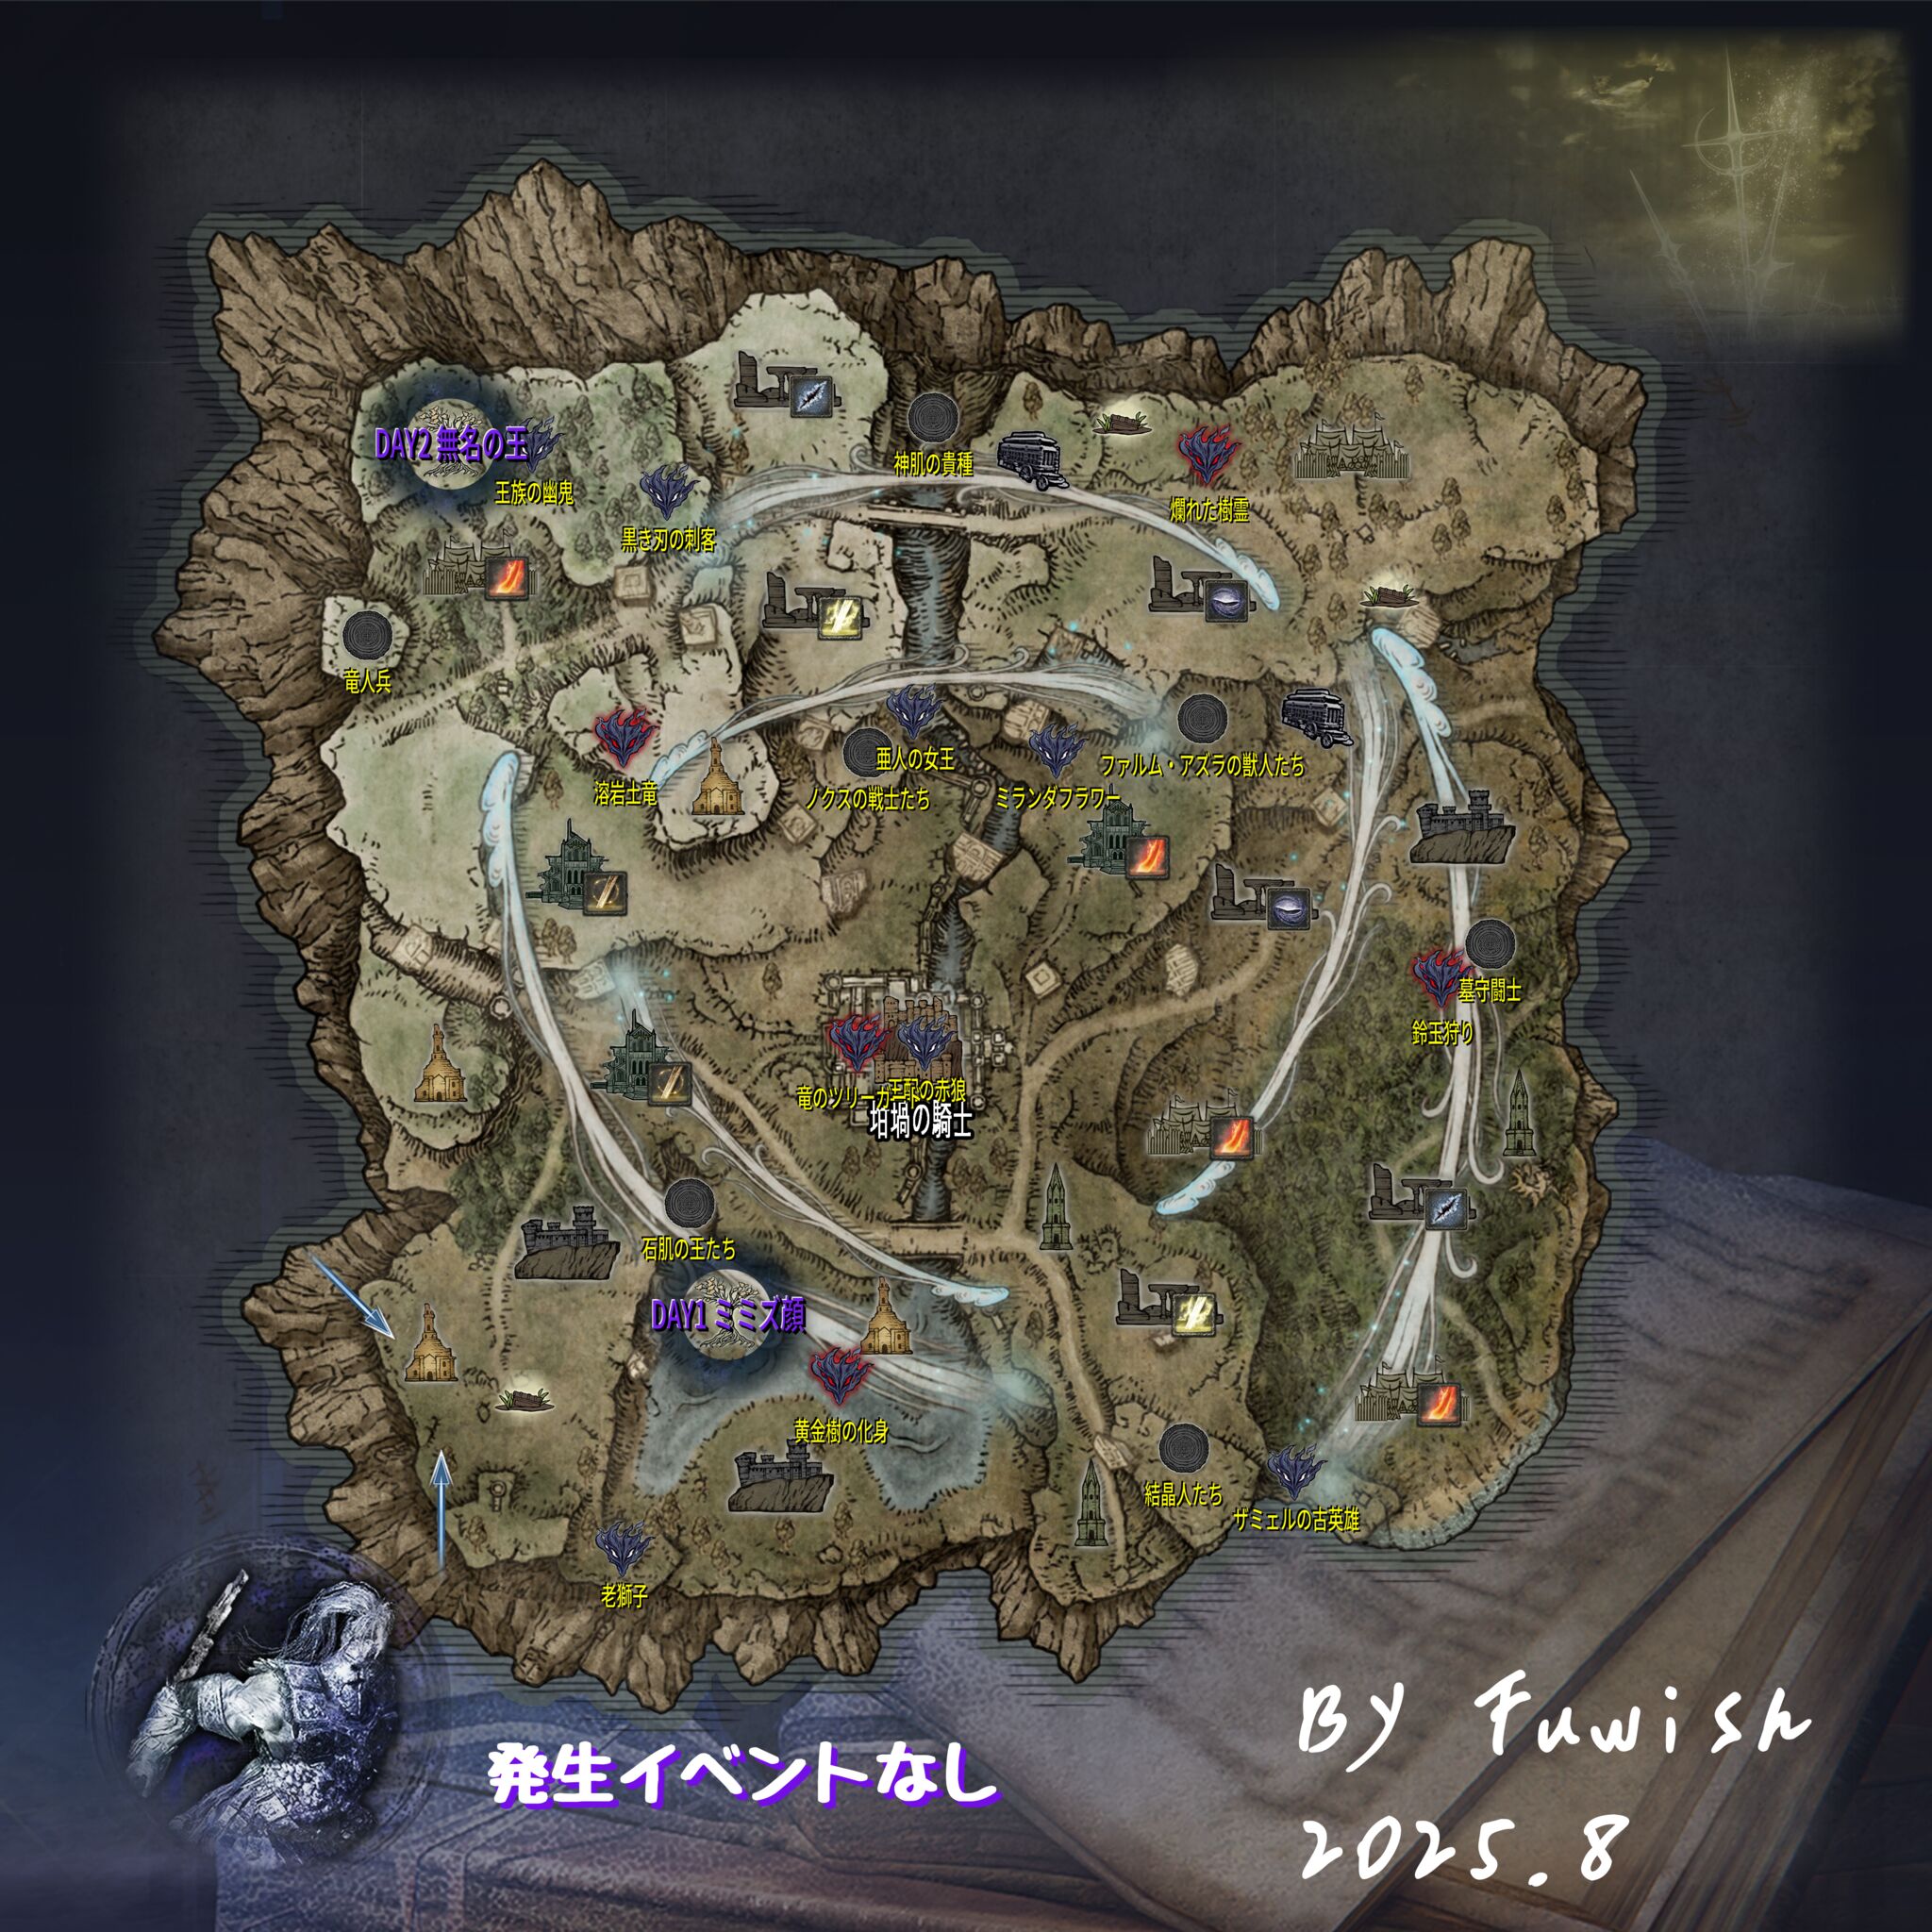 DAY2 無名の王
王族の幽鬼
黒き刃の刺客
神肌の貴種
爛れた樹霊
竜人兵
溶岩土竜
亜人の女王
ノクスの戦士たち
ミランダフラワー
ファルム・アズラの獣人たち
墓守闘士
鈴玉狩り
竜のツリーガード
王配の赤狼
坩堝の騎士
石肌の王たち
DAY1 ミミズ顔
黄金樹の化身
結晶人たち
ザミェルの古英雄
老獅子
発生イベントなし
BY Fuwish
2025.8